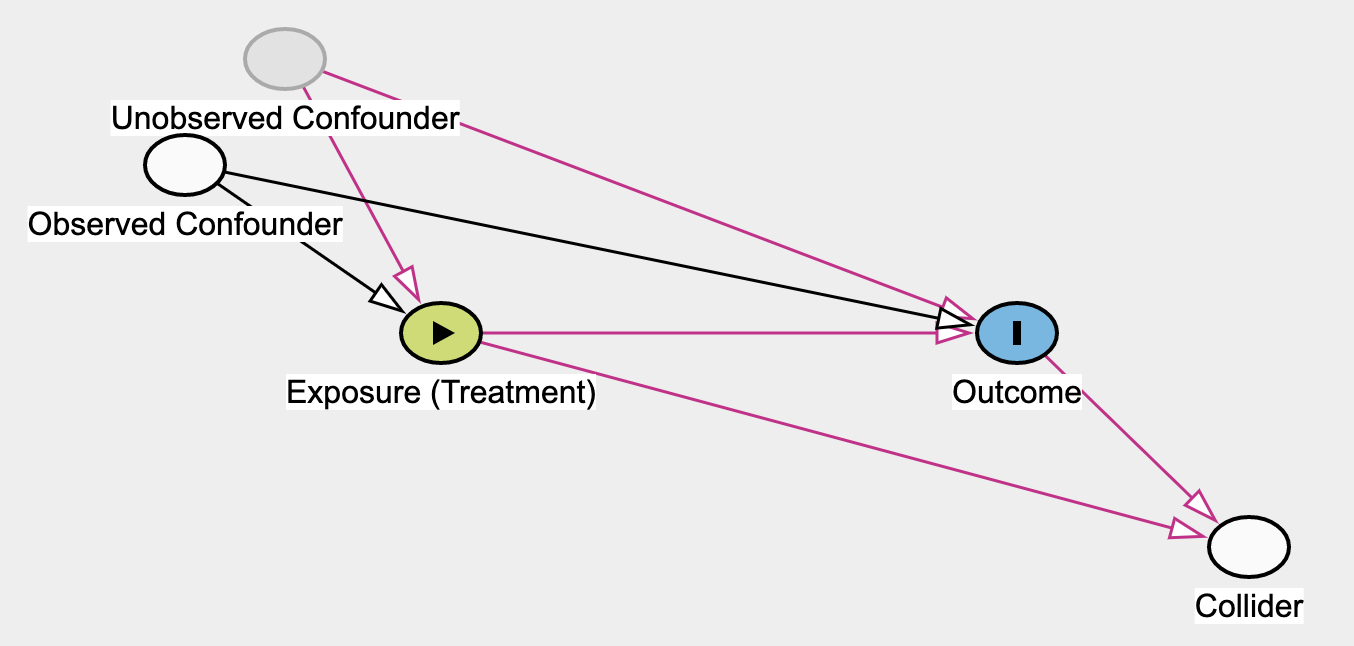 Unobserved Confounder
Observed Confounder
Exposure (Treatment)
Outcome
Collider